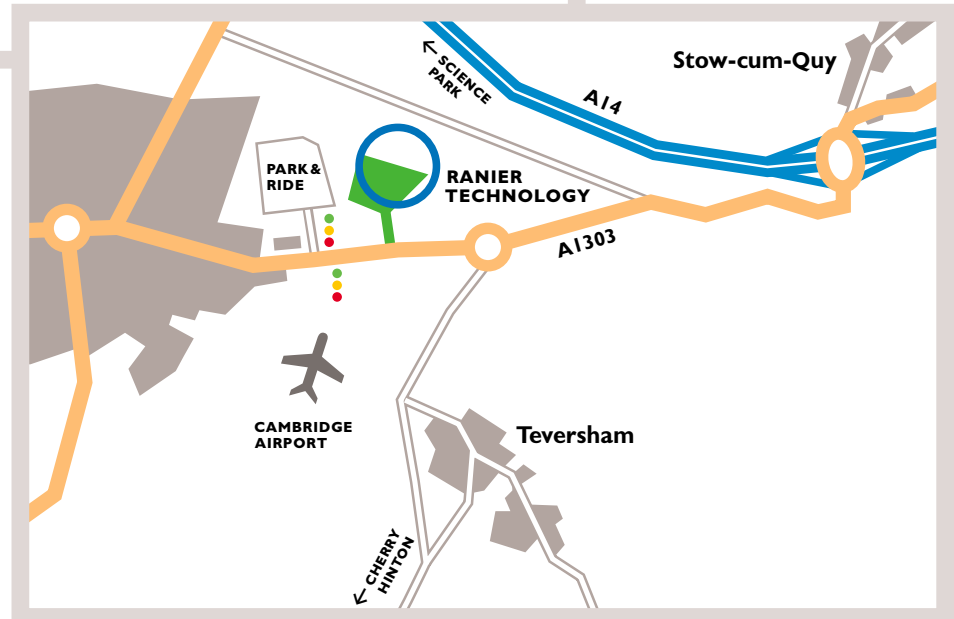 ← SCIENCE
PARK
A14
Stow-cum-Quy
PARK &
RIDE
RANIER
TECHNOLOGY
A1303
CAMBRIDGE
AIRPORT
Teversham
← CHERRY
HINTON